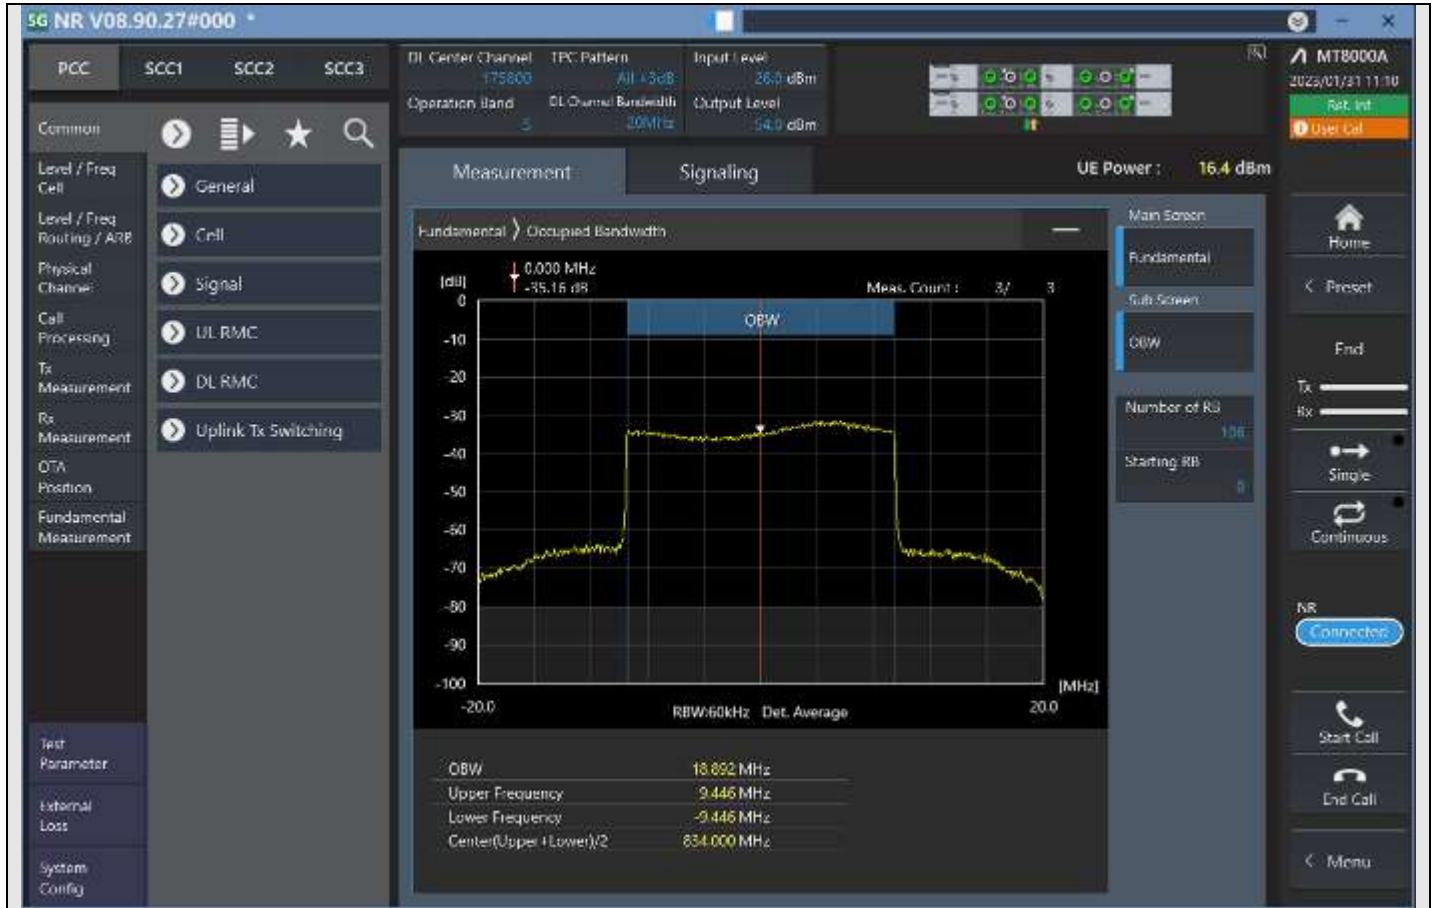 SG NR V08.90.27#000 *
MT8000A
2023/01/31 11:10
Ref. Int
User Cal
PCC SCC1 SCC2 SCC3
DL Center Channel
175800
TPC Pattern
All +3dB
Input Level
26.0 dBm
Operation Band
5
DL Channel Bandwidth
20MHz
Output Level
-54.0 dBm
Common
Level / Freq
Cell
Level / Freq
Routing / ARB
Physical
Channel
Call
Processing
Tx
Measurement
Rx
Measurement
OTA
Position
Fundamental
Measurement
Test
Parameter
External
Loss
System
Config
General
Cell
Signal
UL RMC
DL RMC
Uplink Tx Switching
Measurement Signaling
UE Power : 16.4 dBm
Fundamental > Occupied Bandwidth
[dB]
0.000 MHz
-35.16 dB
Meas. Count : 3/ 3
OBW
0
-10
-20
-30
-40
-50
-60
-70
-80
-90
-100
-20.0
20.0
[MHz]
RBW:60kHz Det. Average
OBW 18.892 MHz
Upper Frequency 9.446 MHz
Lower Frequency -9.446 MHz
Center(Upper+Lower)/2 834.000 MHz
Main Screen
Fundamental
Sub Screen
OBW
Number of RB
106
Starting RB
0
Home
< Preset
End
Tx
Rx
Single
Continuous
NR
Connected
Start Call
End Call
< Menu